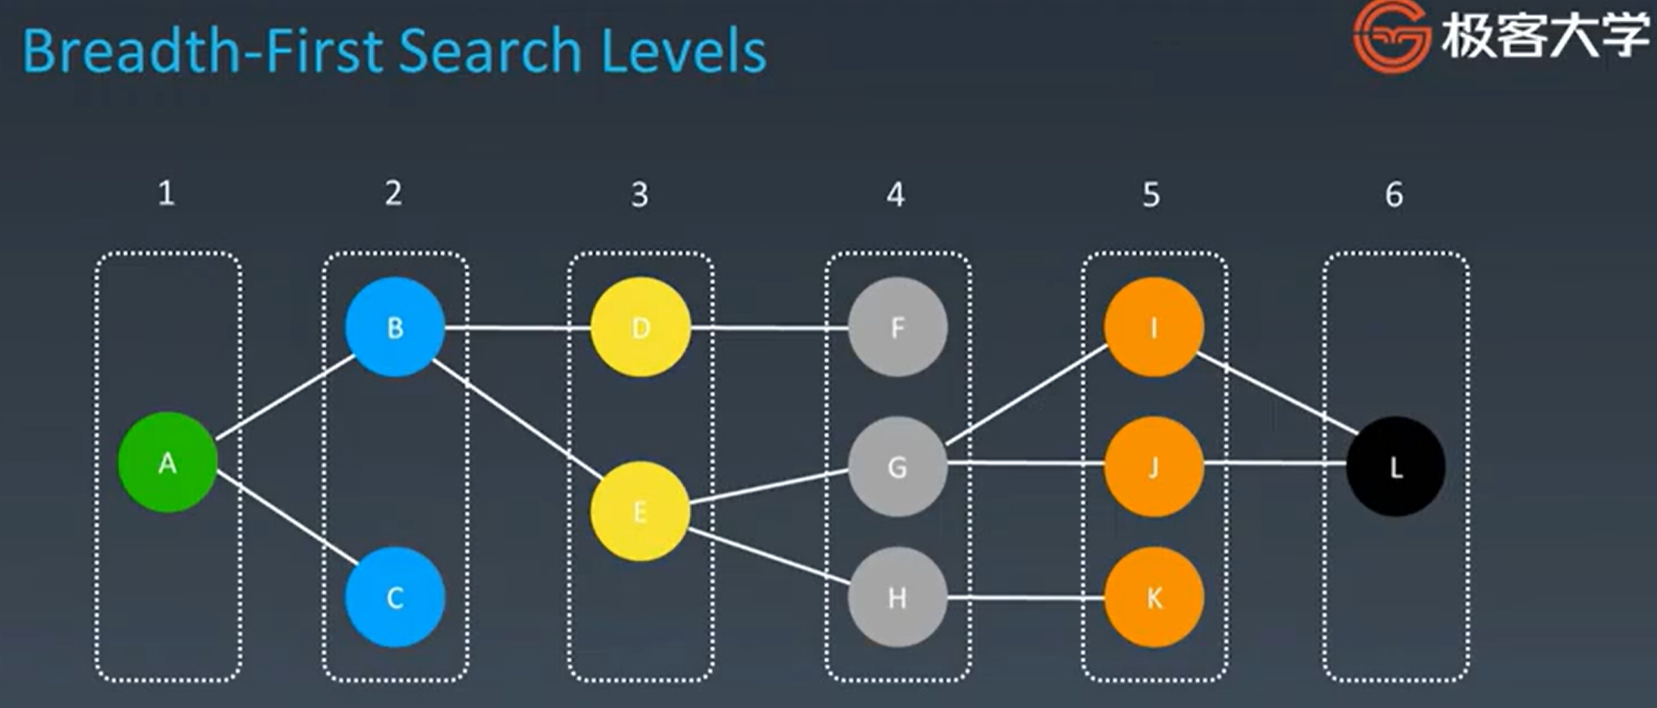 Breadth-First Search Levels
极客大学
1 2 3 4 5 6
B D F I
A G J L
E
C H K